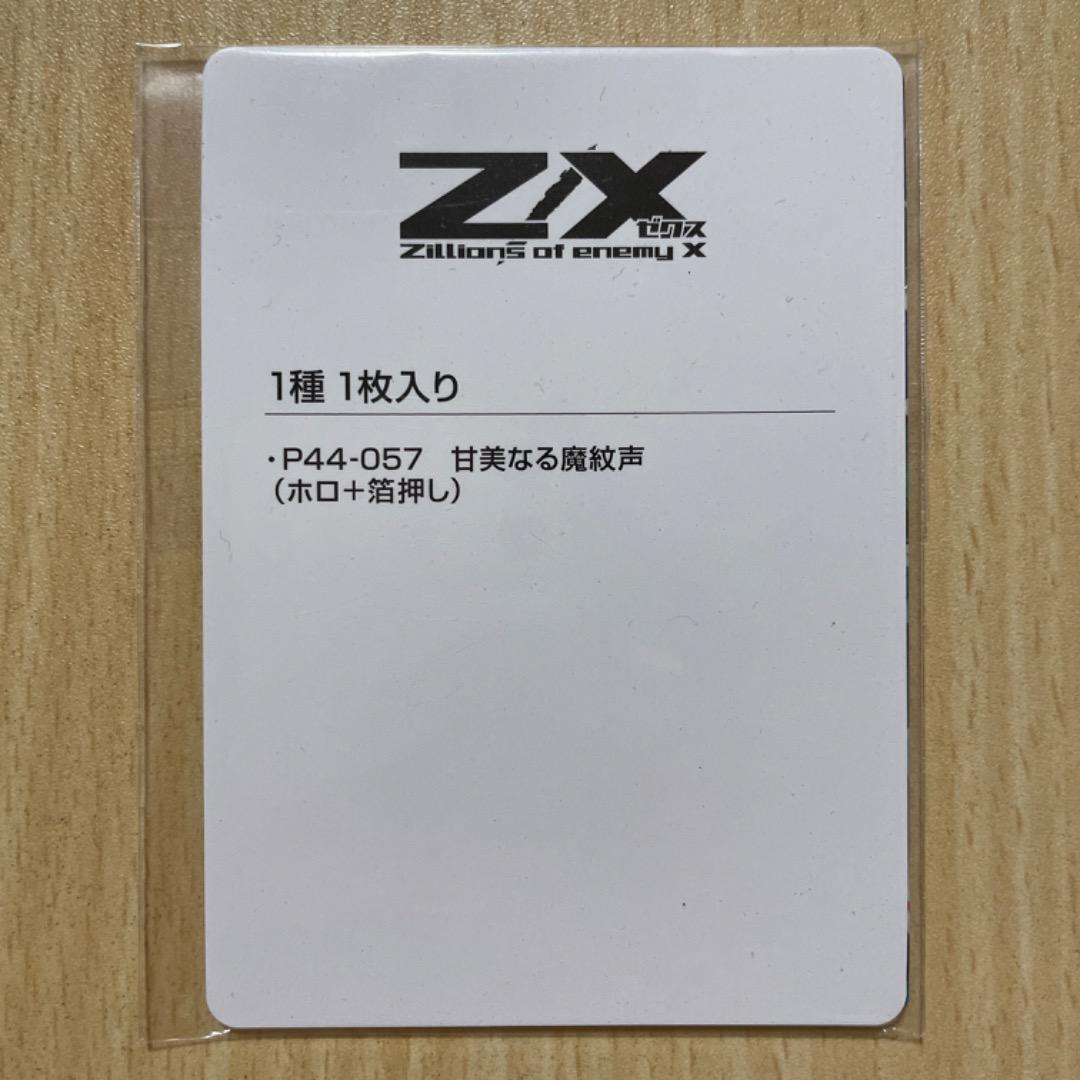 Z/X
ゼクス
Zillions of enemy X
1種 1枚入り
・P44-057 甘美なる魔紋声
（ホロ＋箔押し）